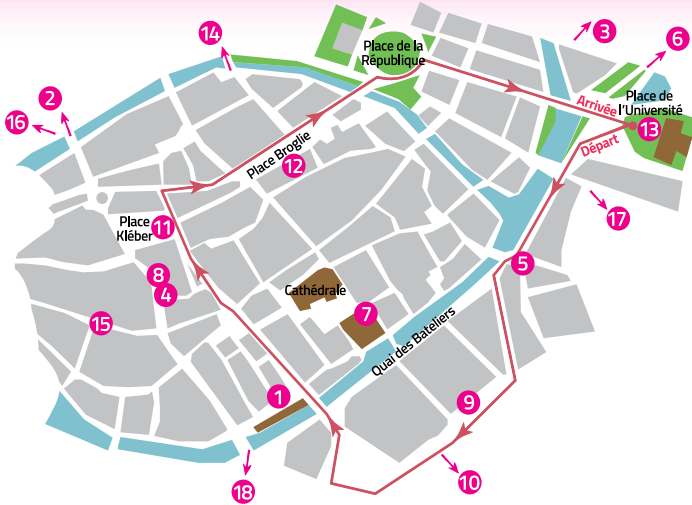 14
3
6
Place de la
République
2
16
Arrivée
Place de
l'Université
13
Départ
Place Broglie
12
17
Place
Kléber
11
5
8
4
Cathédrale
7
15
Quai des Bateliers
1
9
18
10